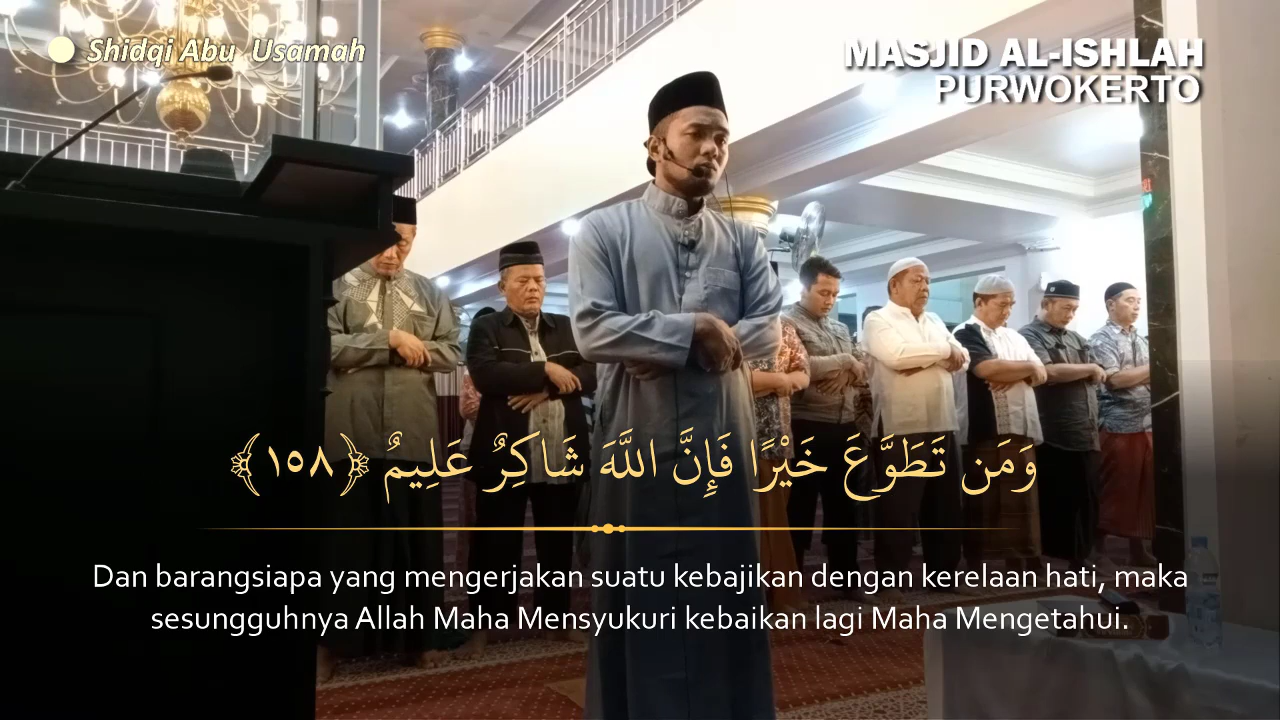 Shidqi Abu Usamah
MASJID AL-ISHLAH
PURWOKERTO
وَمَن تَطَوَّعَ خَيْرًا فَإِنَّ اللَّهَ شَاكِرٌ عَلِيمٌ ﴿١٥٨﴾
Dan barangsiapa yang mengerjakan suatu kebajikan dengan kerelaan hati, maka
sesungguhnya Allah Maha Mensyukuri kebaikan lagi Maha Mengetahui.